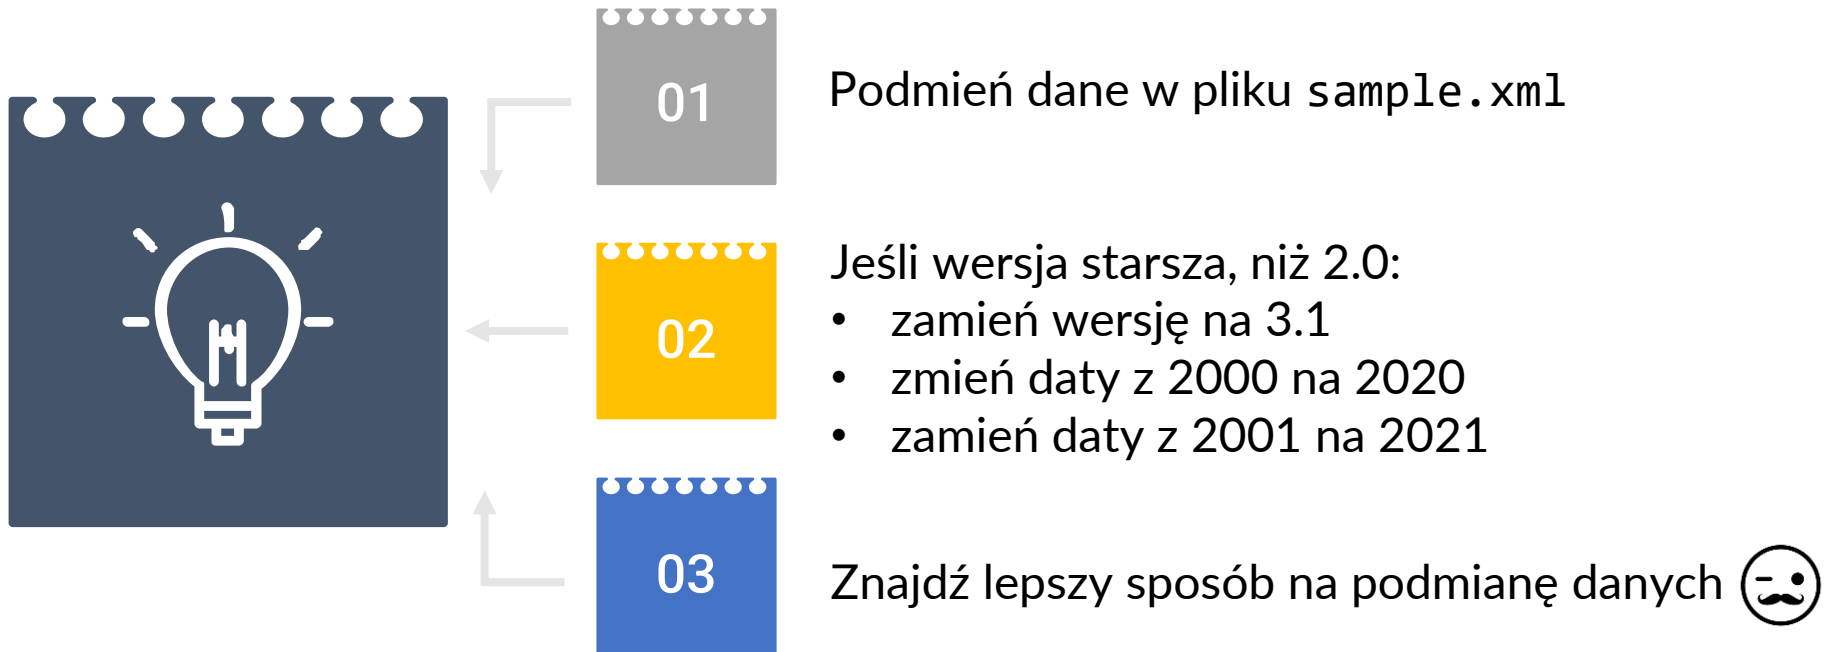 01
Podmień dane w pliku sample.xml
02
Jeśli wersja starsza, niż 2.0:
• zamień wersję na 3.1
• zmień daty z 2000 na 2020
• zamień daty z 2001 na 2021
03
Znajdź lepszy sposób na podmianę danych